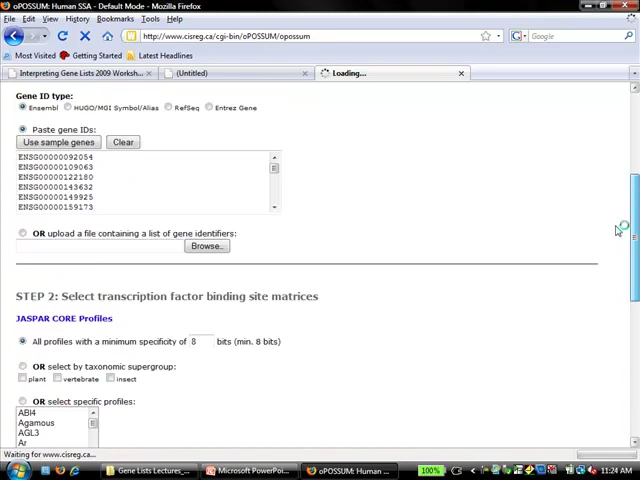 oPOSSUM: Human SSA - Default Mode - Mozilla Firefox
File Edit View History Bookmarks Tools Help
http://www.cisreg.ca/cgi-bin/oPOSSUM/opossum
Google
Most Visited Getting Started Latest Headlines
Interpreting Gene Lists 2009 Worksh...
(Untitled)
Loading...
Gene ID type:
Ensembl HUGO/MGI Symbol/Alias RefSeq Entrez Gene
Paste gene IDs:
Use sample genes Clear
ENSG00000092054
ENSG00000109063
ENSG00000122180
ENSG00000143632
ENSG00000149925
ENSG00000159173
OR upload a file containing a list of gene identifiers:
Browse..
STEP 2: Select transcription factor binding site matrices
JASPAR CORE Profiles
All profiles with a minimum specificity of 8 bits (min. 8 bits)
OR select by taxonomic supergroup:
plant vertebrate insect
OR select specific profiles:
ABI4
Agamous
AGL3
Ar
Waiting for www.cisreg.ca...
Gene Lists Lectures_...
Microsoft PowerPoi...
oPOSSUM: Human ...
100%
11:24 AM